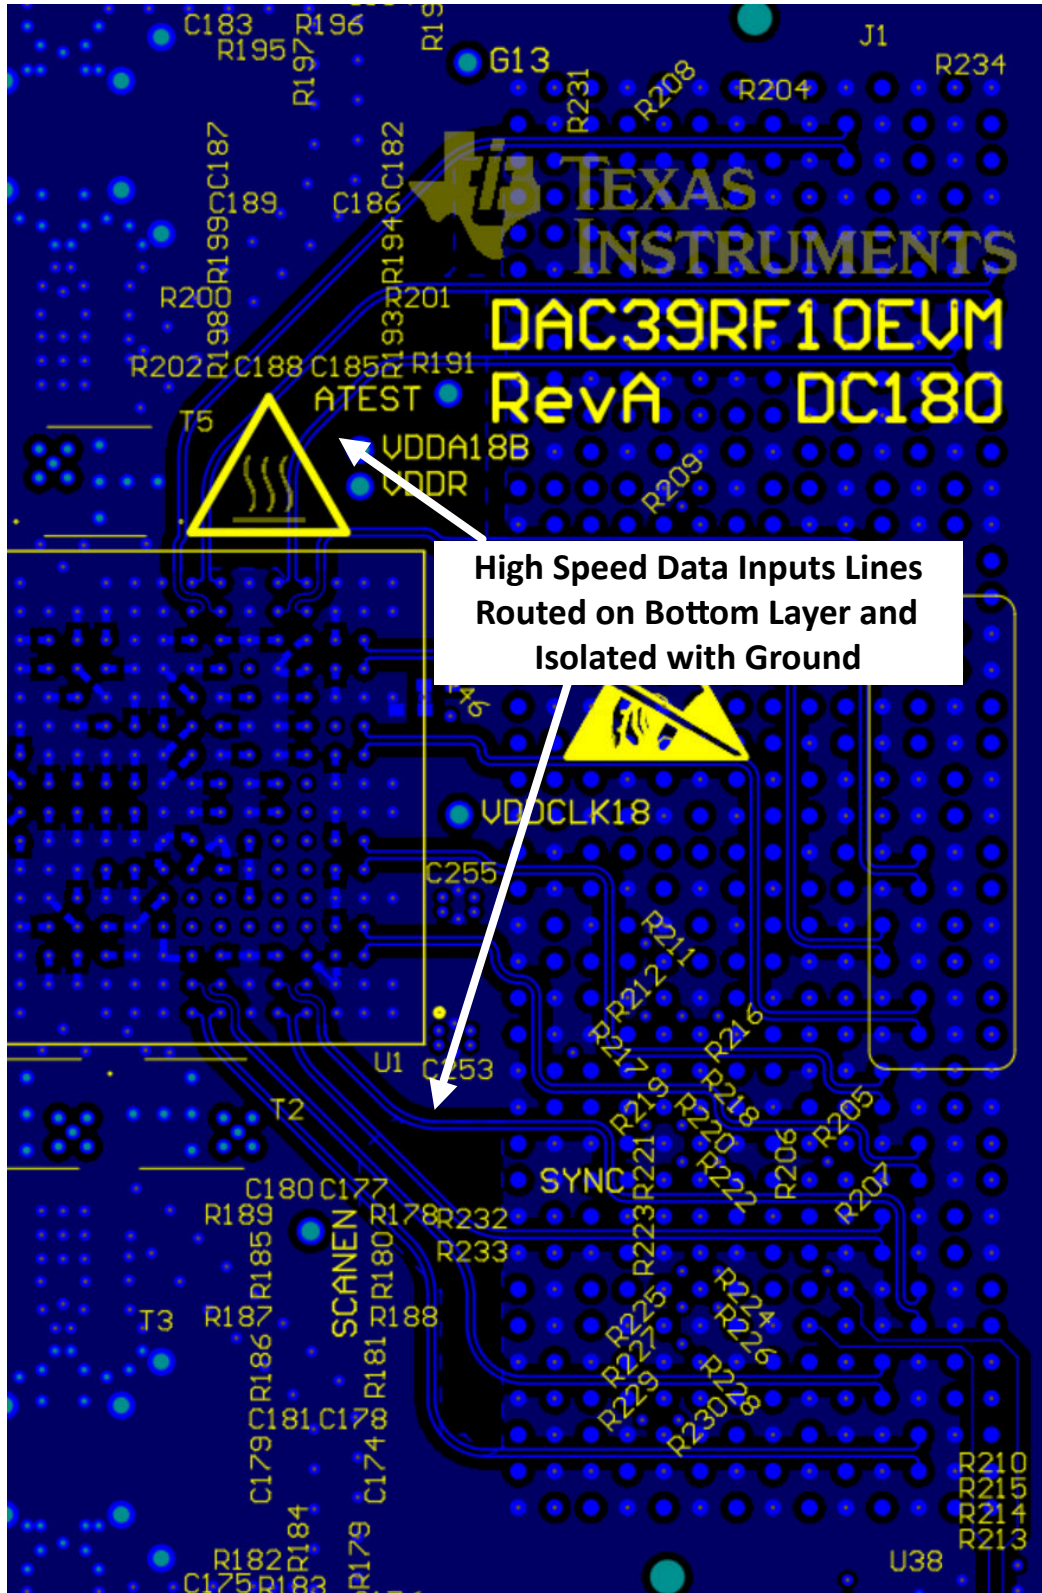 C183 R196
R195
R197
R19
G13
J1
R234
R231
R208
R204
C187
C182
C189
C186
R199
R194
TEXAS
INSTRUMENTS
R200
R201
R1980
R193
DAC39RF10EVM
R202 C188 C185 R191
ATEST
RevA DC180
T5
VDDA18B
VDDR
R209
High Speed Data Inputs Lines
Routed on Bottom Layer and
Isolated with Ground
VDDCLK18
C255
R211
R212
R216
R217
U1
C253
R218
R219
R220
R205
T2
R221
R222
R206
R207
SYNC
C180 C177
R189
R178 R232
R233
R223
R185
R180
SCANEN
R224
R225
R226
T3
R187
R188
R227
R228
R186
R181
R229
R230
C181 C178
C179
C174
R210
R215
R214
R213
R184
R179
R182
C175 R183
U38